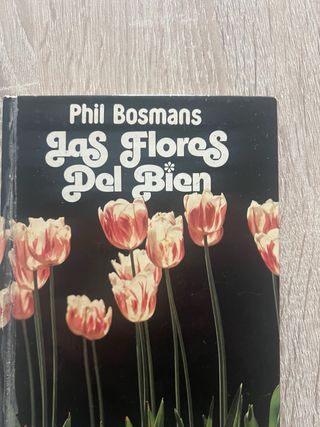 Phil Bosmans
Las Flores
Del Bien